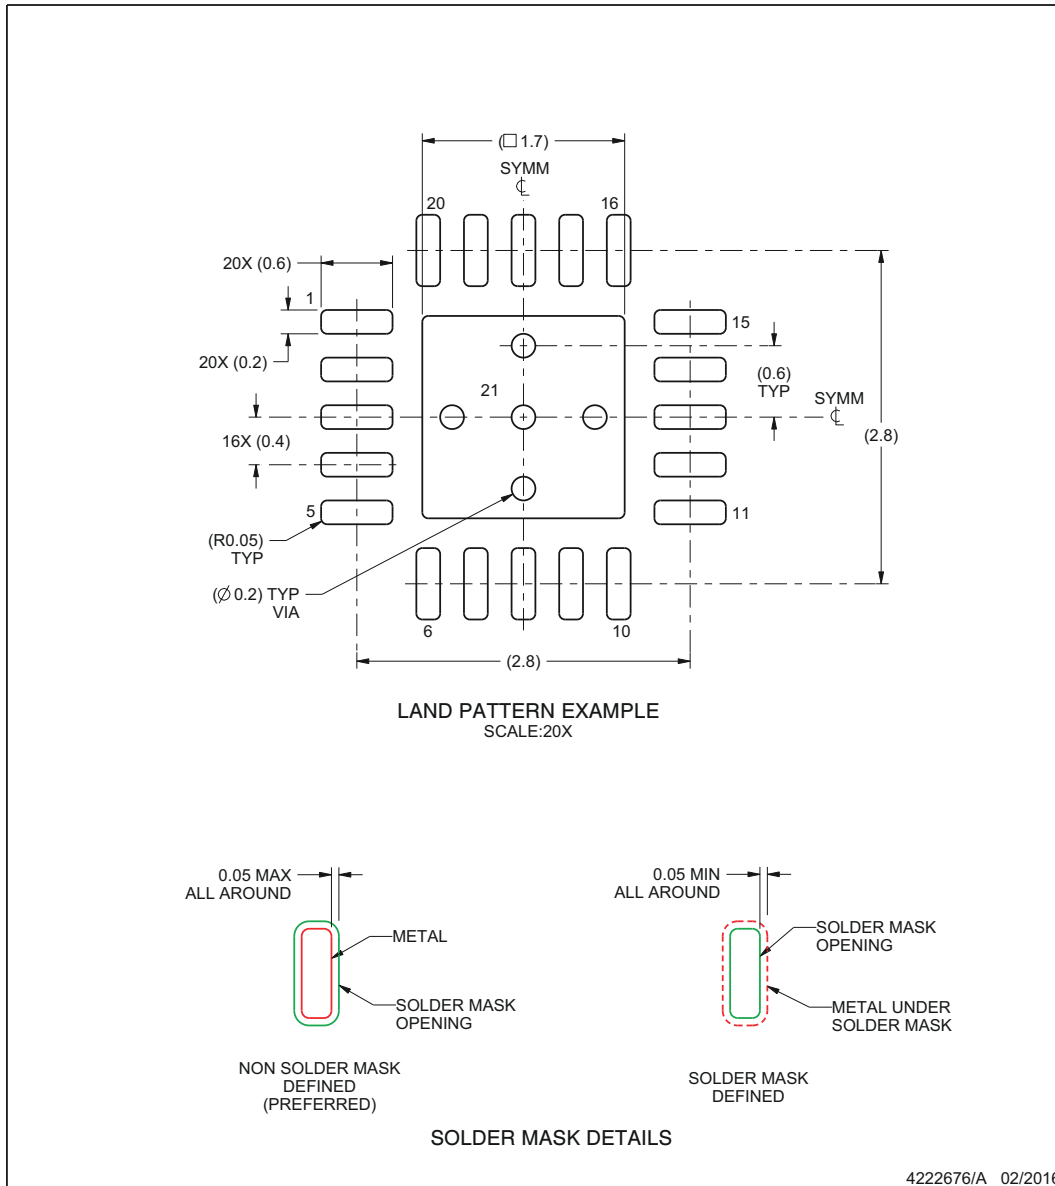 (□ 1.7)
SYMM
℄
20
16
20X (0.6)
1
15
20X (0.2)
(0.6)
TYP
21
SYMM
℄
(2.8)
16X (0.4)
5
11
(R0.05)
TYP
(Ø 0.2) TYP
VIA
6
10
(2.8)
LAND PATTERN EXAMPLE
SCALE:20X
0.05 MAX
ALL AROUND
METAL
SOLDER MASK
OPENING
NON SOLDER MASK
DEFINED
(PREFERRED)
0.05 MIN
ALL AROUND
SOLDER MASK
OPENING
METAL UNDER
SOLDER MASK
SOLDER MASK
DEFINED
SOLDER MASK DETAILS
4222676/A 02/2016